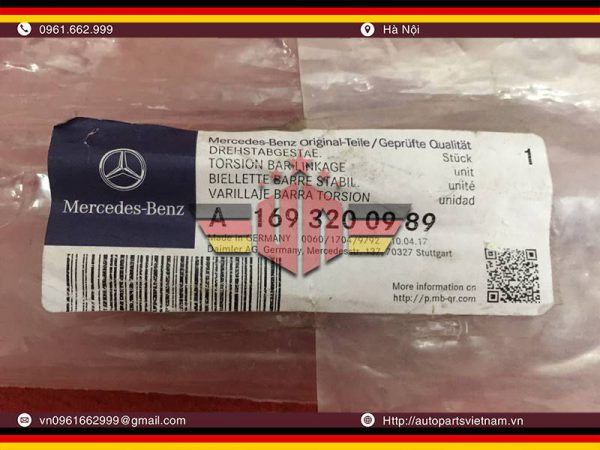 0961.662.999
Hà Nội
Mercedes-Benz Original-Teile/Geprüfte Qualität
DREHSTABGESTAE. Stück 1
TORSION BAR LINKAGE unit
BIELLETTE BARRE STABIL. unité
VARILLAJE BARRA TORSION unidad
Mercedes-Benz
A 169 320 09 89
Made in GERMANY 0060/170479792 10.04.17
Daimler AG, Germany, Mercedesstr. 137, 70327 Stuttgart
More information on
http://p.mb-qr.com
vn0961662999@gmail.com
Http://autopartsvietnam.vn